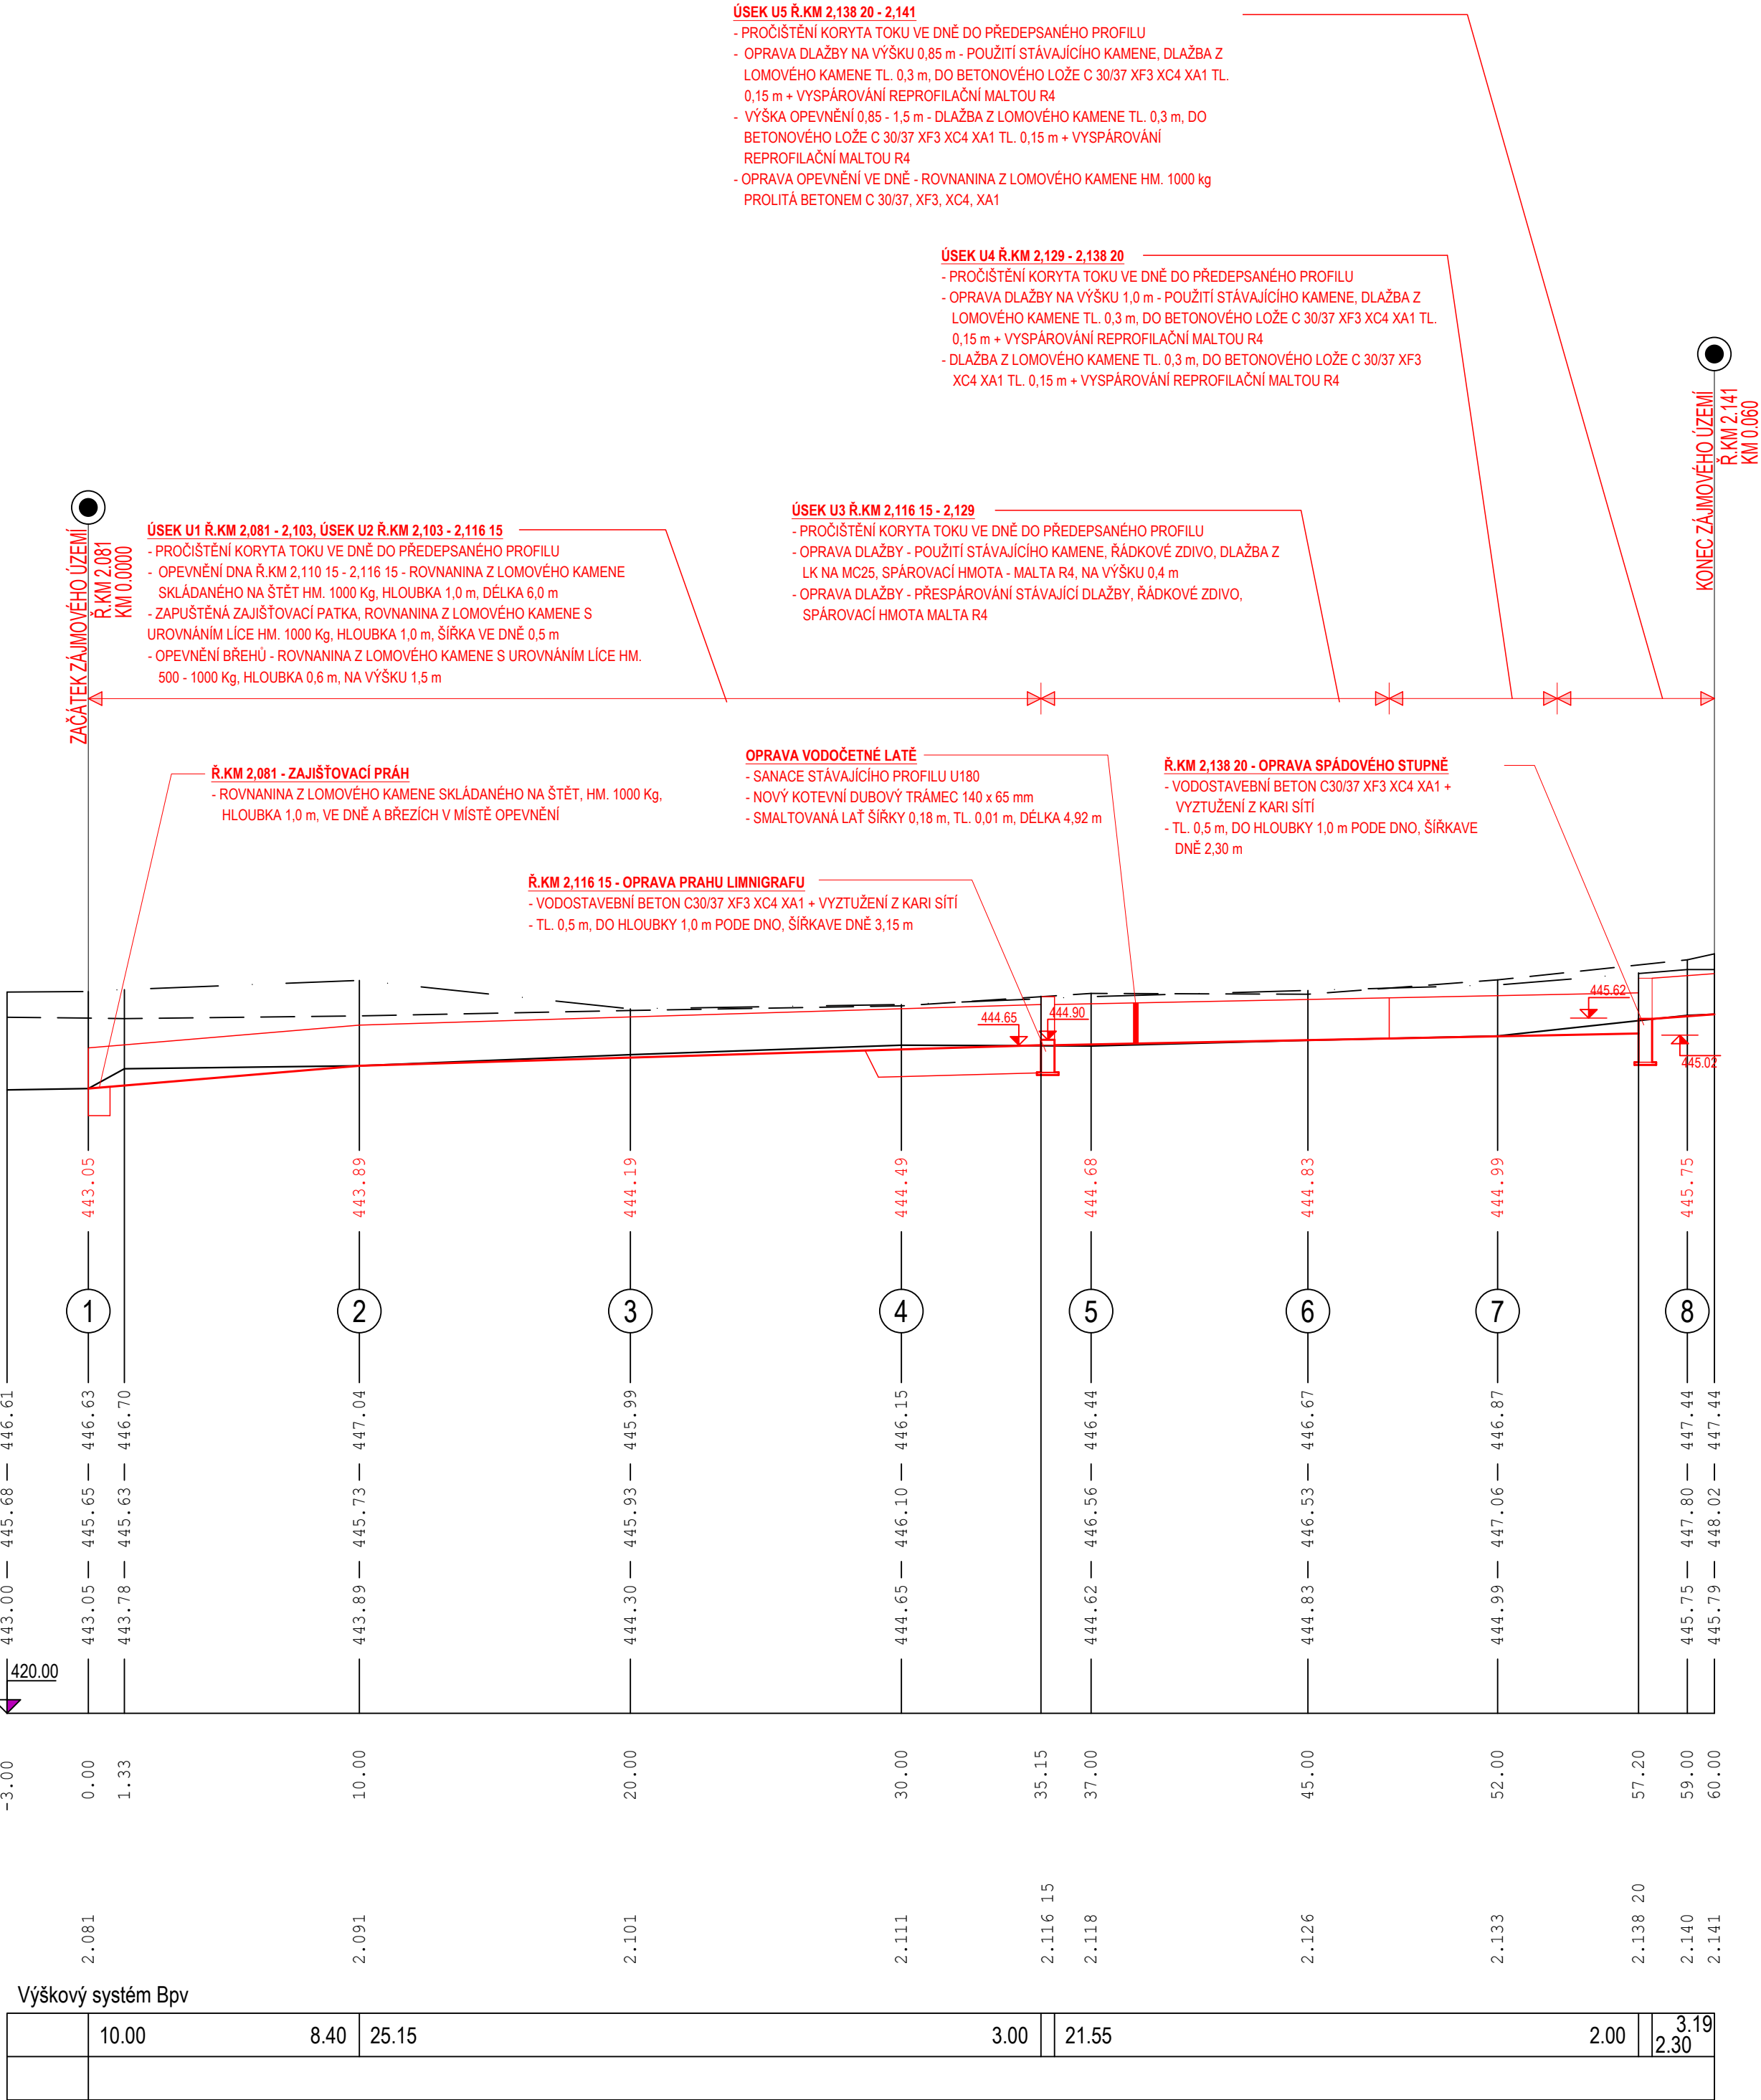 ÚSEK U5 Ř.KM 2,138 20 - 2,141
- PROČIŠTĚNÍ KORYTA TOKU VE DNĚ DO PŘEDEPSANÉHO PROFILU
- OPRAVA DLAŽBY NA VÝŠKU 0,85 m - POUŽITÍ STÁVAJÍCÍHO KAMENE, DLAŽBA Z
LOMOVÉHO KAMENE TL. 0,3 m, DO BETONOVÉHO LOŽE C 30/37 XF3 XC4 XA1 TL.
0,15 m + VYSPÁROVÁNÍ REPROFILAČNÍ MALTOU R4
- VÝŠKA OPEVNĚNÍ 0,85 - 1,5 m - DLAŽBA Z LOMOVÉHO KAMENE TL. 0,3 m, DO
BETONOVÉHO LOŽE C 30/37 XF3 XC4 XA1 TL. 0,15 m + VYSPÁROVÁNÍ
REPROFILAČNÍ MALTOU R4
- OPRAVA OPEVNĚNÍ VE DNĚ - ROVNANINA Z LOMOVÉHO KAMENE HM. 1000 kg
PROLITÁ BETONEM C 30/37, XF3, XC4, XA1
ÚSEK U4 Ř.KM 2,129 - 2,138 20
- PROČIŠTĚNÍ KORYTA TOKU VE DNĚ DO PŘEDEPSANÉHO PROFILU
- OPRAVA DLAŽBY NA VÝŠKU 1,0 m - POUŽITÍ STÁVAJÍCÍHO KAMENE, DLAŽBA Z
LOMOVÉHO KAMENE TL. 0,3 m, DO BETONOVÉHO LOŽE C 30/37 XF3 XC4 XA1 TL.
0,15 m + VYSPÁROVÁNÍ REPROFILAČNÍ MALTOU R4
- DLAŽBA Z LOMOVÉHO KAMENE TL. 0,3 m, DO BETONOVÉHO LOŽE C 30/37 XF3
XC4 XA1 TL. 0,15 m + VYSPÁROVÁNÍ REPROFILAČNÍ MALTOU R4
KONEC ZÁJMOVÉHO ÚZEMÍ
Ř.KM 2.141
KM 0.060
ZAČÁTEK ZÁJMOVÉHO ÚZEMÍ
Ř.KM 2.081
KM 0.0000
ÚSEK U1 Ř.KM 2,081 - 2,103, ÚSEK U2 Ř.KM 2,103 - 2,116 15
- PROČIŠTĚNÍ KORYTA TOKU VE DNĚ DO PŘEDEPSANÉHO PROFILU
- OPEVNĚNÍ DNA Ř.KM 2,110 15 - 2,116 15 - ROVNANINA Z LOMOVÉHO KAMENE
SKLÁDANÉHO NA ŠTĚT HM. 1000 Kg, HLOUBKA 1,0 m, DÉLKA 6,0 m
- ZAPUŠTĚNÁ ZAJIŠŤOVACÍ PATKA, ROVNANINA Z LOMOVÉHO KAMENE S
UROVNÁNÍM LÍCE HM. 1000 Kg, HLOUBKA 1,0 m, ŠÍŘKA VE DNĚ 0,5 m
- OPEVNĚNÍ BŘEHŮ - ROVNANINA Z LOMOVÉHO KAMENE S UROVNÁNÍM LÍCE HM.
500 - 1000 Kg, HLOUBKA 0,6 m, NA VÝŠKU 1,5 m
ÚSEK U3 Ř.KM 2,116 15 - 2,129
- PROČIŠTĚNÍ KORYTA TOKU VE DNĚ DO PŘEDEPSANÉHO PROFILU
- OPRAVA DLAŽBY - POUŽITÍ STÁVAJÍCÍHO KAMENE, ŘÁDKOVÉ ZDIVO, DLAŽBA Z
LK NA MC25, SPÁROVACÍ HMOTA - MALTA R4, NA VÝŠKU 0,4 m
- OPRAVA DLAŽBY - PŘESPÁROVÁNÍ STÁVAJÍCÍ DLAŽBY, ŘÁDKOVÉ ZDIVO,
SPÁROVACÍ HMOTA MALTA R4
Ř.KM 2,081 - ZAJIŠŤOVACÍ PRÁH
- ROVNANINA Z LOMOVÉHO KAMENE SKLÁDANÉHO NA ŠTĚT, HM. 1000 Kg,
HLOUBKA 1,0 m, VE DNĚ A BŘEZÍCH V MÍSTĚ OPEVNĚNÍ
OPRAVA VODOČETNÉ LATĚ
- SANACE STÁVAJÍCÍHO PROFILU U180
- NOVÝ KOTEVNÍ DUBOVÝ TRÁMEC 140 x 65 mm
- SMALTOVANÁ LAŤ ŠÍŘKY 0,18 m, TL. 0,01 m, DÉLKA 4,92 m
Ř.KM 2,138 20 - OPRAVA SPÁDOVÉHO STUPNĚ
- VODOSTAVEBNÍ BETON C30/37 XF3 XC4 XA1 +
VYZTUŽENÍ Z KARI SÍTÍ
- TL. 0,5 m, DO HLOUBKY 1,0 m PODE DNO, ŠÍŘKAVE
DNĚ 2,30 m
Ř.KM 2,116 15 - OPRAVA PRAHU LIMNIGRAFU
- VODOSTAVEBNÍ BETON C30/37 XF3 XC4 XA1 + VYZTUŽENÍ Z KARI SÍTÍ
- TL. 0,5 m, DO HLOUBKY 1,0 m PODE DNO, ŠÍŘKAVE DNĚ 3,15 m
444.65
444.90
445.62
445.02
443.05 443.89 444.19 444.49 444.68 444.83 444.99 445.75
1 2 3 4 5 6 7 8
446.61 446.63 446.70 447.04 445.99 446.15 446.44 446.67 446.87 447.44 447.44
445.68 445.65 445.63 445.73 445.93 446.10 446.56 446.53 447.06 447.80 448.02
443.00 443.05 443.78 443.89 444.30 444.65 444.62 444.83 444.99 445.75 445.79
420.00
-3.00 0.00 1.33 10.00 20.00 30.00 35.15 37.00 45.00 52.00 57.20 59.00 60.00
2.081 2.091 2.101 2.111 2.116 15 2.118 2.126 2.133 2.138 20 2.140 2.141
Výškový systém Bpv
10.00 8.40 25.15 3.00 21.55 2.00 3.19
2.30